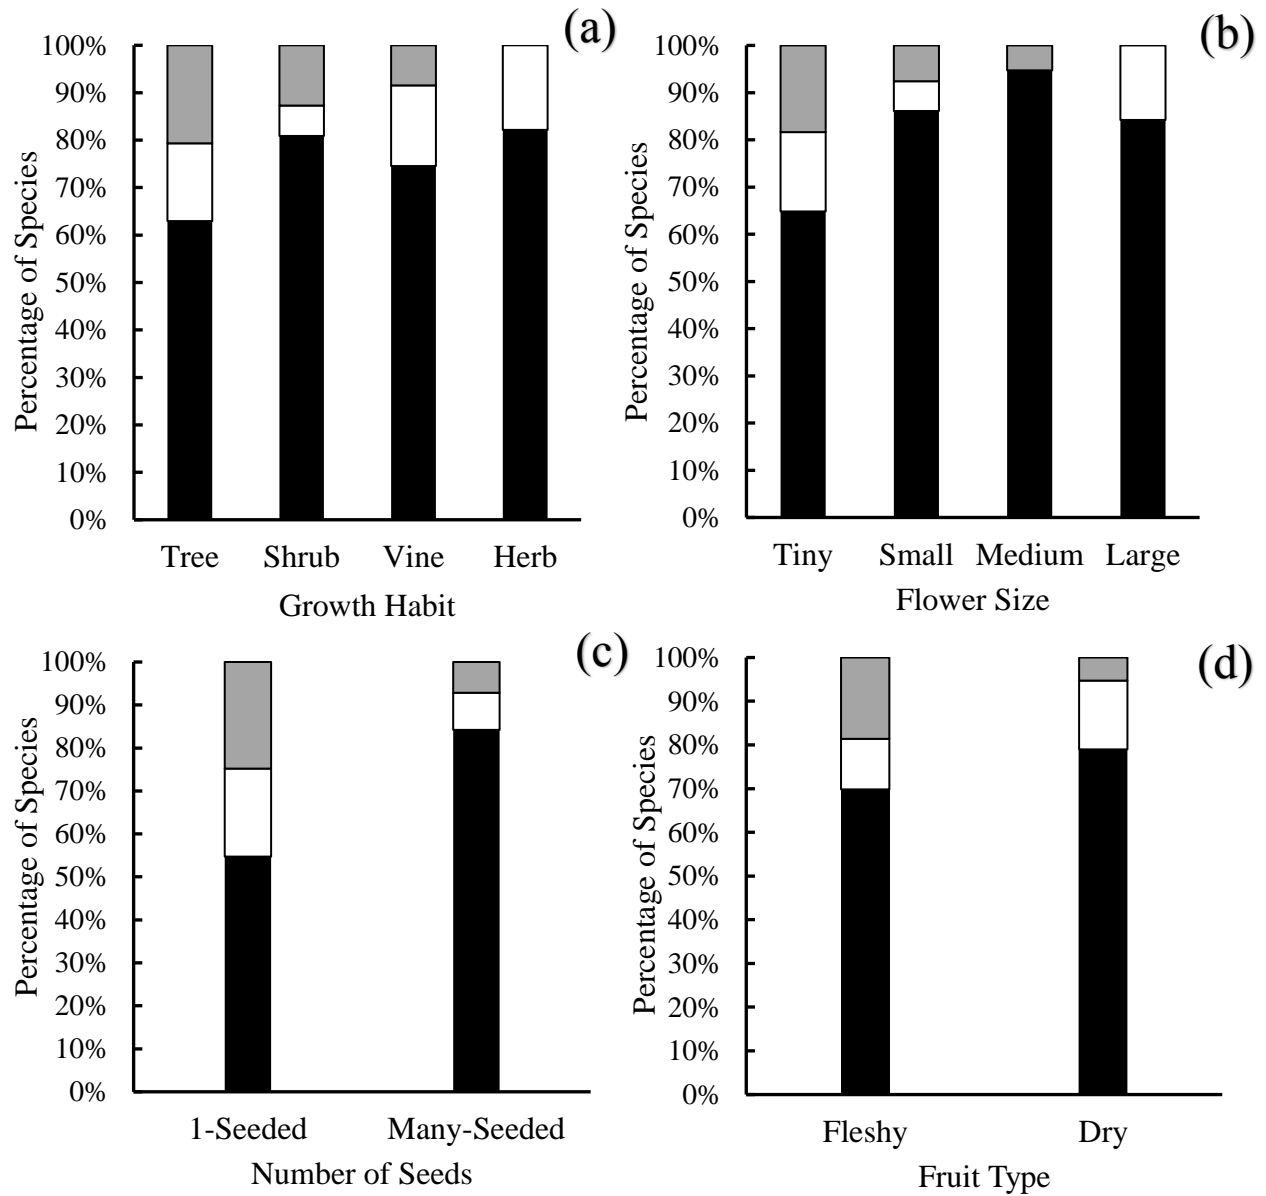 (a)
100%
90%
80%
70%
60%
50%
40%
30%
20%
10%
0%
Percentage of Species
Tree Shrub Vine Herb
Growth Habit
(b)
100%
90%
80%
70%
60%
50%
40%
30%
20%
10%
0%
Percentage of Species
Tiny Small Medium Large
Flower Size
(c)
100%
90%
80%
70%
60%
50%
40%
30%
20%
10%
0%
Percentage of Species
1-Seeded Many-Seeded
Number of Seeds
(d)
100%
90%
80%
70%
60%
50%
40%
30%
20%
10%
0%
Percentage of Species
Fleshy Dry
Fruit Type